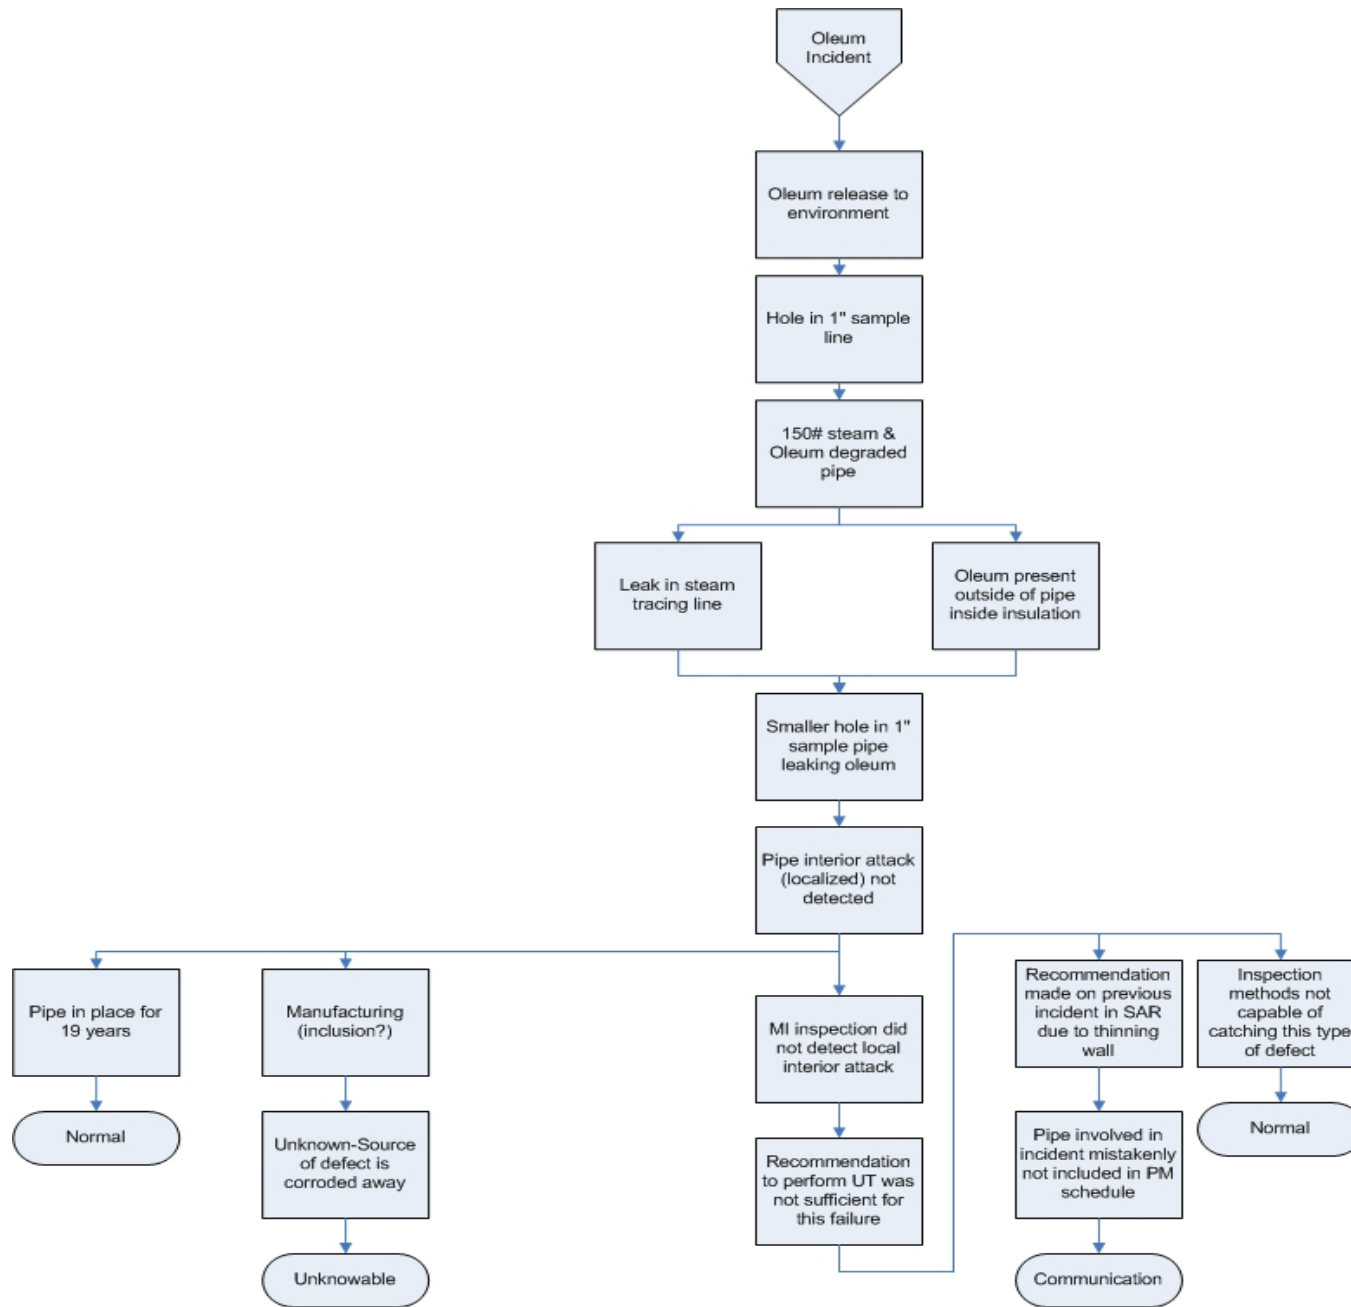 Oleum
Incident
Oleum release to
environment
Hole in 1" sample
line
150# steam &
Oleum degraded
pipe
Leak in steam
tracing line
Oleum present
outside of pipe
inside insulation
Smaller hole in 1"
sample pipe
leaking oleum
Pipe interior attack
(localized) not
detected
Pipe in place for
19 years
Normal
Manufacturing
(inclusion?)
Unknown-Source
of defect is
corroded away
Unknowable
MI inspection did
not detect local
interior attack
Recommendation
to perform UT was
not sufficient for
this failure
Recommendation
made on previous
incident in SAR
due to thinning
wall
Pipe involved in
incident mistakenly
not included in PM
schedule
Communication
Inspection
methods not
capable of
catching this type
of defect
Normal